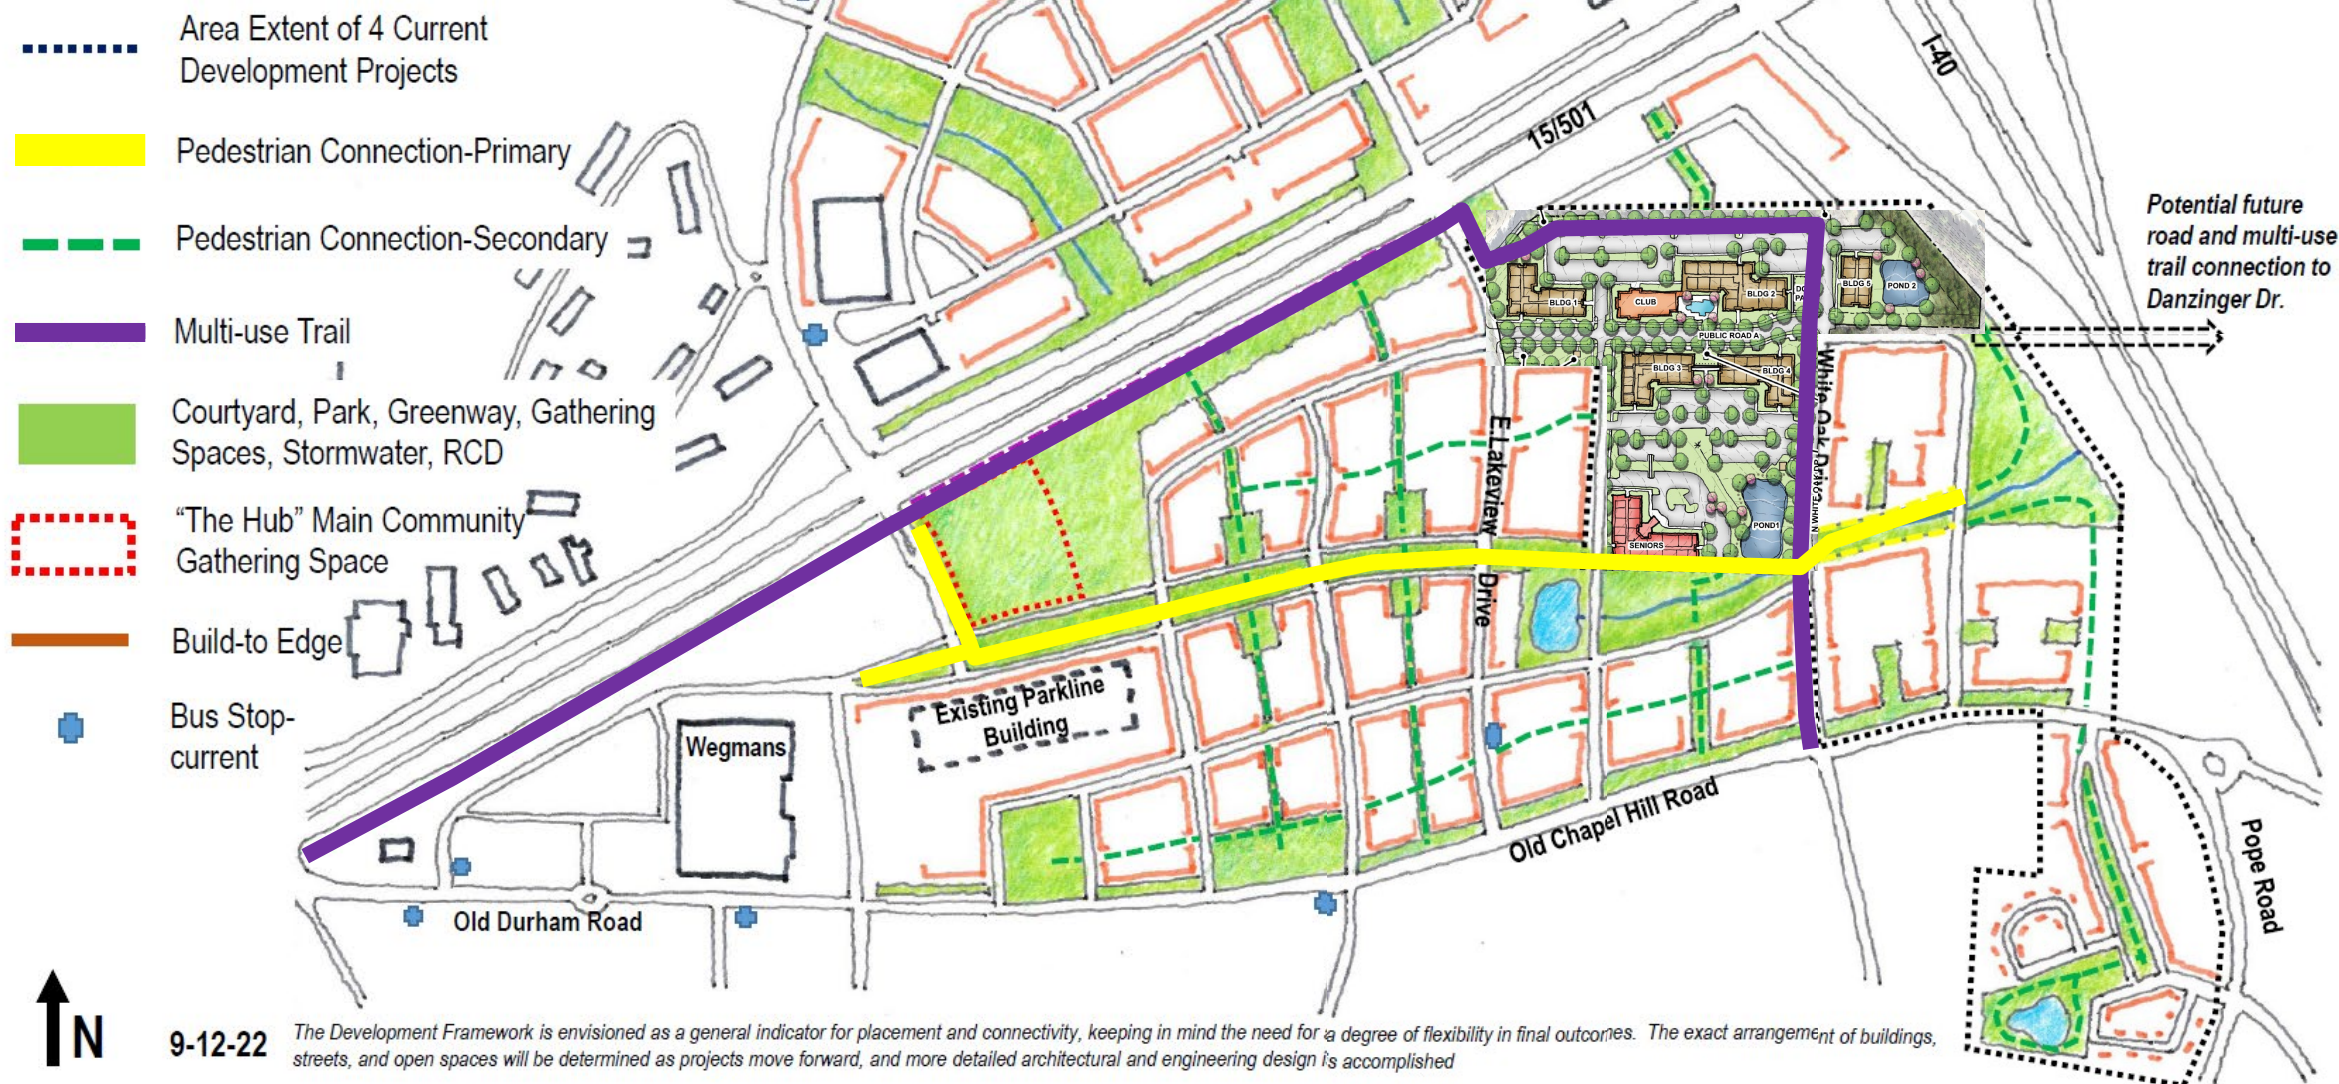 Area Extent of 4 Current
Development Projects
Pedestrian Connection-Primary
Pedestrian Connection-Secondary
Multi-use Trail
Courtyard, Park, Greenway, Gathering
Spaces, Stormwater, RCD
“The Hub” Main Community
Gathering Space
Build-to Edge
Bus Stop-
current
N
9-12-22
I-40
15/501
Potential future
road and multi-use
trail connection to
Danzinger Dr.
BLDG 1
CLUB
BLDG 2
BLDG 5
POND 2
PUBLIC ROAD A
BLDG 3
BLDG 4
POND1
SENIORS
White Oak Drive
E Lakeview Drive
Existing Parkline
Building
Wegmans
Old Chapel Hill Road
Old Durham Road
Pope Road
The Development Framework is envisioned as a general indicator for placement and connectivity, keeping in mind the need for a degree of flexibility in final outcomes. The exact arrangement of buildings,
streets, and open spaces will be determined as projects move forward, and more detailed architectural and engineering design is accomplished